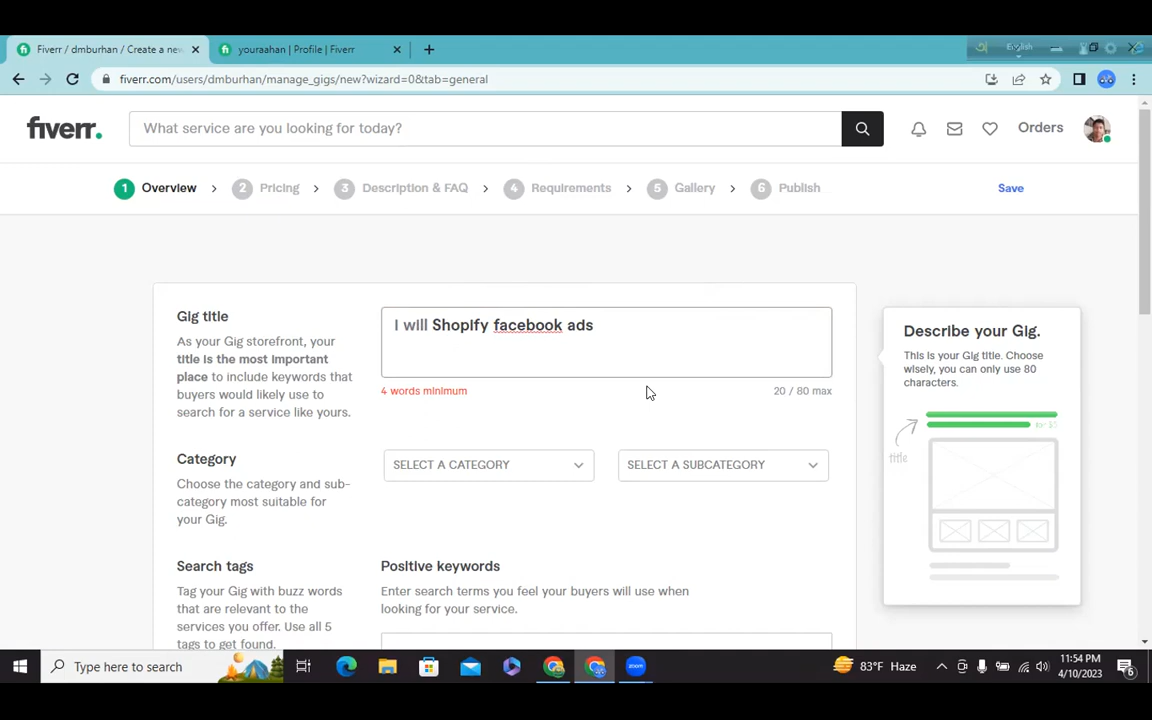 Fiverr / dmburhan / Create a new
youraahan | Profile | Fiverr
English
fiverr.com/users/dmburhan/manage_gigs/new?wizard=0&tab=general
fiverr.
What service are you looking for today?
Orders
1 Overview
2 Pricing
3 Description & FAQ
4 Requirements
5 Gallery
6 Publish
Save
Gig title
As your Gig storefront, your
title is the most important
place to include keywords that
buyers would likely use to
search for a service like yours.
I will Shopify facebook ads
4 words minimum
20 / 80 max
Category
Choose the category and sub-
category most suitable for
your Gig.
SELECT A CATEGORY
SELECT A SUBCATEGORY
Search tags
Tag your Gig with buzz words
that are relevant to the
services you offer. Use all 5
tags to get found.
Positive keywords
Enter search terms you feel your buyers will use when
looking for your service.
Describe your Gig.
This is your Gig title. Choose
wisely, you can only use 80
characters.
title
Type here to search
zoom
83°F Haze
11:54 PM
4/10/2023
6